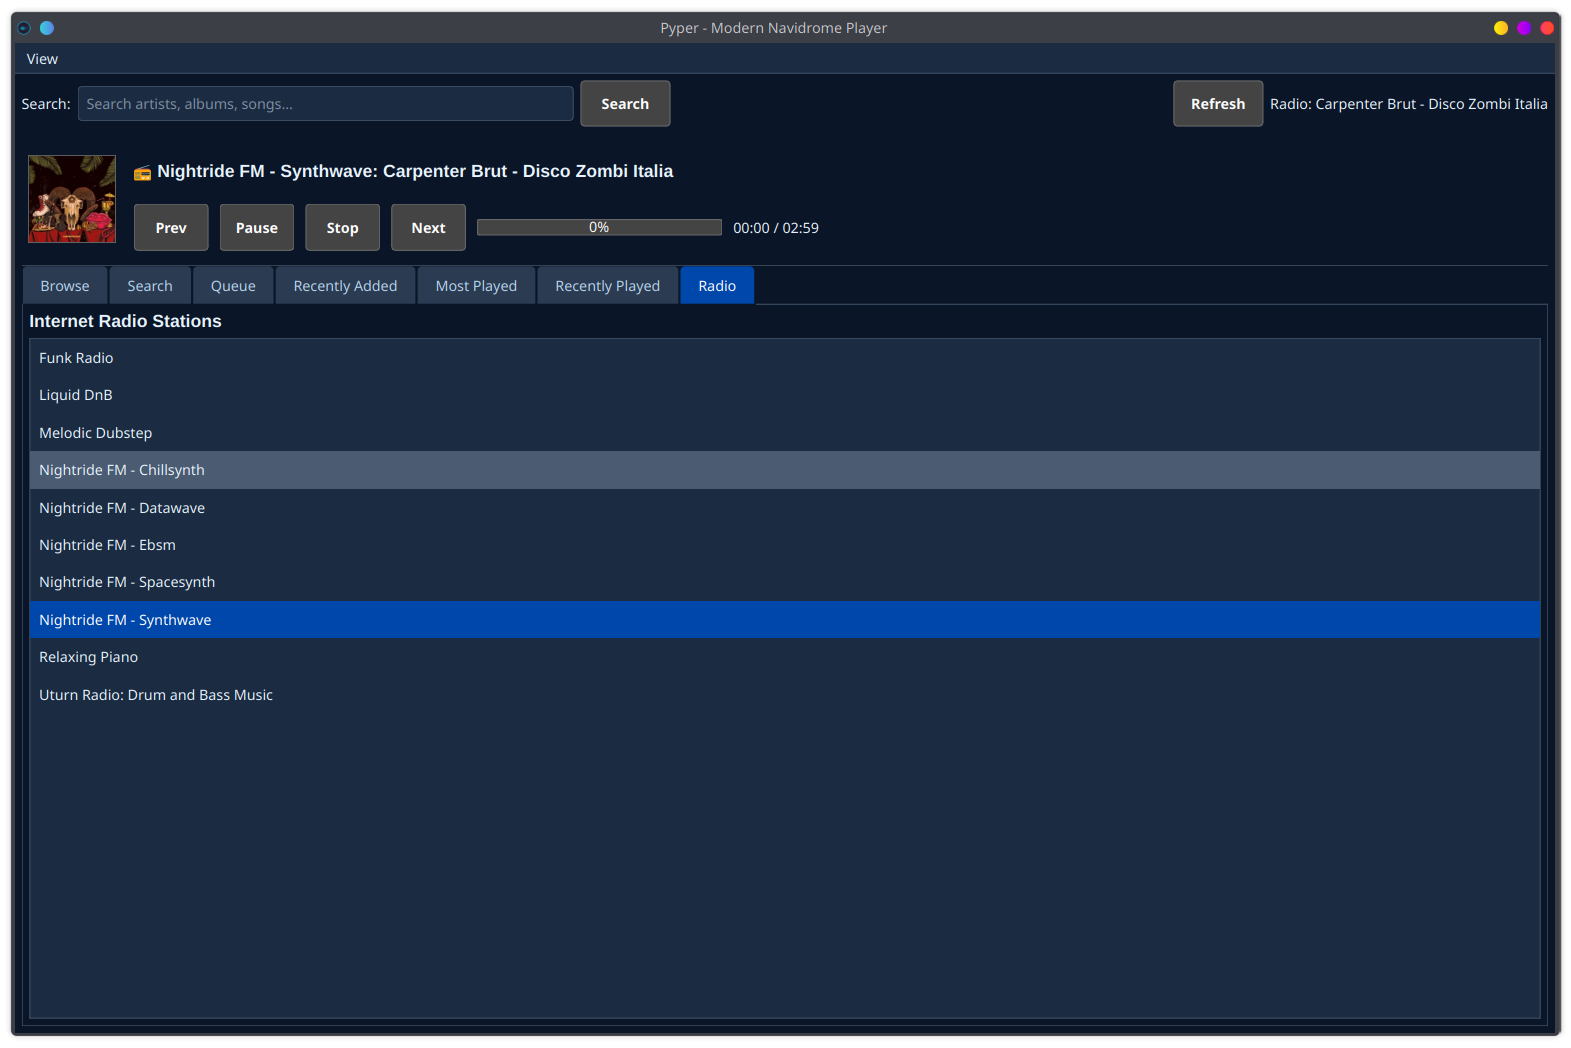 Pyper - Modern Navidrome Player
View
Search: Search artists, albums, songs... Search Refresh Radio: Carpenter Brut - Disco Zombi Italia
📻 Nightride FM - Synthwave: Carpenter Brut - Disco Zombi Italia
Prev Pause Stop Next 0% 00:00 / 02:59
Browse Search Queue Recently Added Most Played Recently Played Radio
Internet Radio Stations
Funk Radio
Liquid DnB
Melodic Dubstep
Nightride FM - Chillsynth
Nightride FM - Datawave
Nightride FM - Ebsm
Nightride FM - Spacesynth
Nightride FM - Synthwave
Relaxing Piano
Uturn Radio: Drum and Bass Music